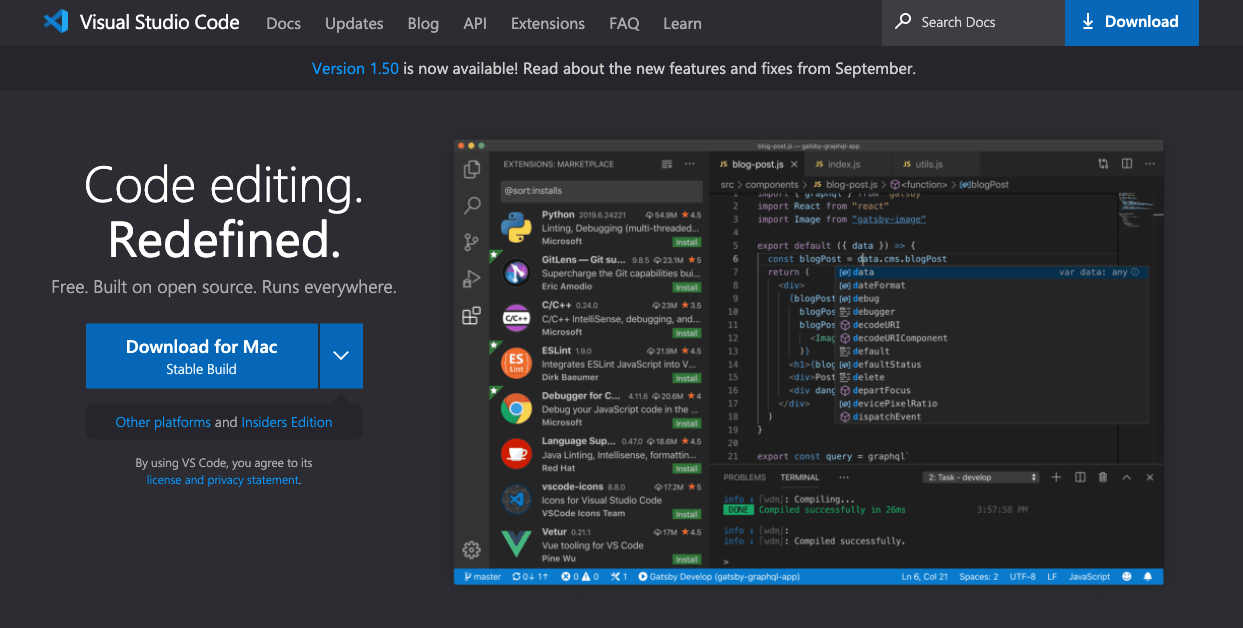 Visual Studio Code Docs Updates Blog API Extensions FAQ Learn Search Docs Download
Version 1.50 is now available! Read about the new features and fixes from September.
Code editing.
Redefined.
Free. Built on open source. Runs everywhere.
Download for Mac
Stable Build
Other platforms and Insiders Edition
By using VS Code, you agree to its
license and privacy statement.
blog-post.js — gatsby-graphql-app
EXTENSIONS: MARKETPLACE
@sort:installs
Python 2019.6.24221 54.9M 4.5
Linting, Debugging (multi-threaded...
Microsoft Install
GitLens — Git su... 9.8.5 23.1M 5
Supercharge the Git capabilities bui...
Eric Amodio Install
C/C++ 0.24.0 23M 3.5
C/C++ IntelliSense, debugging, and...
Microsoft Install
ESLint 1.9.0 21.9M 4.5
Integrates ESLint JavaScript into V...
Dirk Baeumer Install
Debugger for C... 4.11.6 20.6M 4
Debug your JavaScript code in the ...
Microsoft Install
Language Sup... 0.47.0 18.6M 4.5
Java Linting, Intellisense, formattin...
Red Hat Install
vscode-icons 8.8.0 17.2M 5
Icons for Visual Studio Code
VSCode Icons Team Install
Vetur 0.21.1 17M 4.5
Vue tooling for VS Code
Pine Wu Install
JS blog-post.js JS index.js JS utils.js
src > components > JS blog-post.js > <function> > blogPost
import { graphql } from "gatsby"
2 import React from "react"
3 import Image from "gatsby-image"
4
5 export default ({ data }) => {
6 const blogPost = data.cms.blogPost
7 return (
8 <div>
9 {blogPost
10 blogPos
11 blogPos
12 <Imag
13 )}
14 <h1>{blog
15 <div>Post
16 <div dang
17 </div>
18 )
19 }
20
21 export const query = graphql`
data var data: any
dateFormat
debug
debugger
decodeURI
decodeURIComponent
default
defaultStatus
delete
departFocus
devicePixelRatio
dispatchEvent
PROBLEMS TERMINAL ... 2: Task - develop
info [wdm]: Compiling...
DONE Compiled successfully in 26ms 3:57:58 PM
info [wdm]:
info [wdm]: Compiled successfully.
>
master 0↓ 1↑ 0 0 1 Gatsby Develop (gatsby-graphql-app) Ln 6, Col 21 Spaces: 2 UTF-8 LF JavaScript